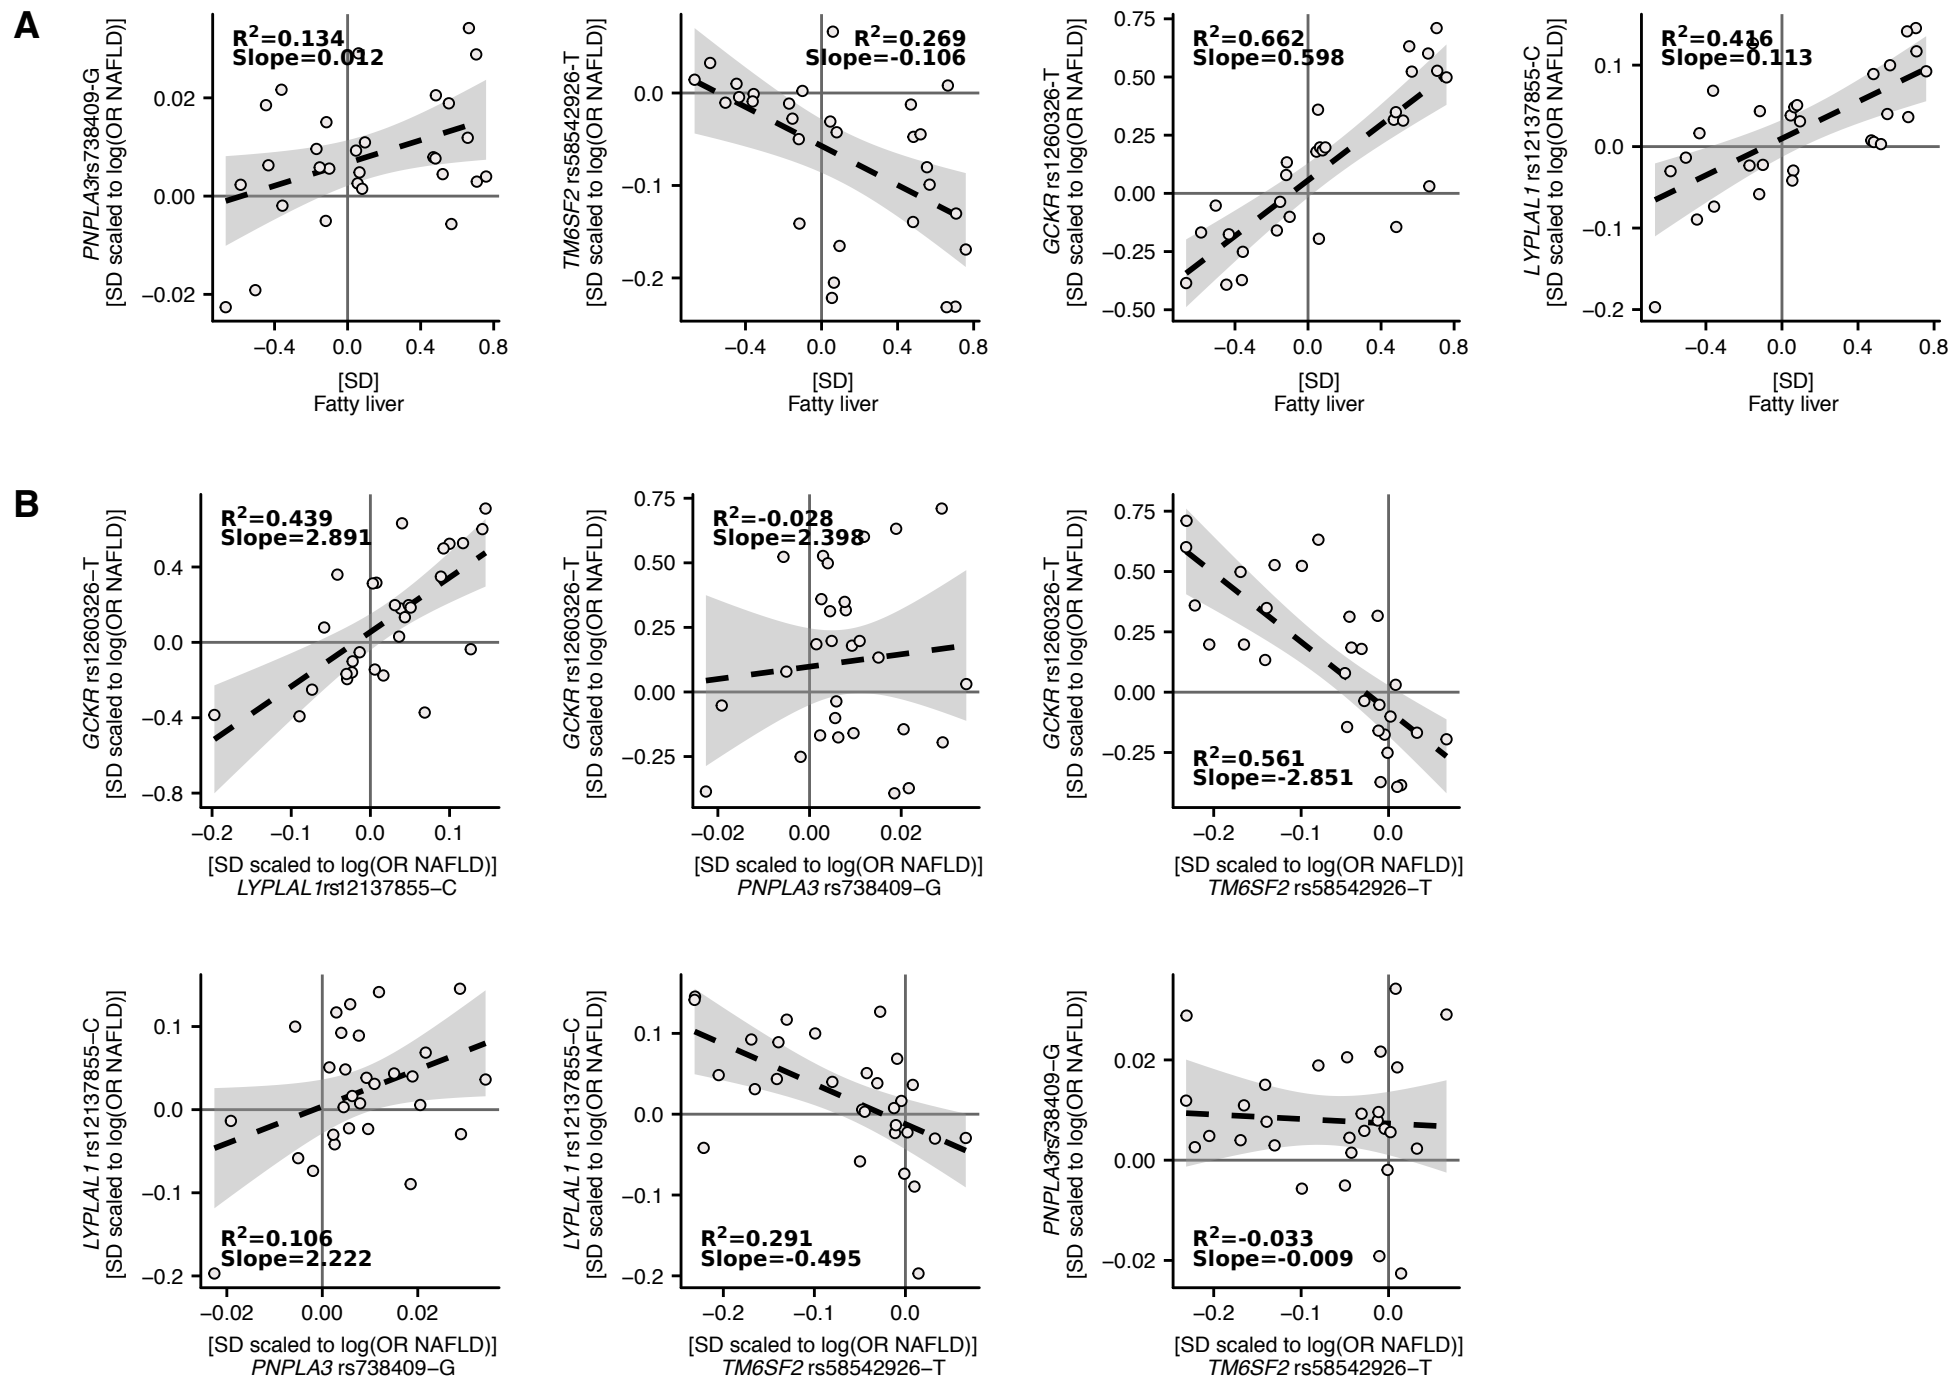 A
PNPLA3rs738409-G
[SD scaled to log(OR NAFLD)]
R²=0.134
Slope=0.012
0.02
0.00
−0.02
−0.4 0.0 0.4 0.8
[SD]
Fatty liver
TM6SF2 rs58542926-T
[SD scaled to log(OR NAFLD)]
R²=0.269
Slope=-0.106
0.0
−0.1
−0.2
−0.4 0.0 0.4 0.8
[SD]
Fatty liver
GCKR rs1260326-T
[SD scaled to log(OR NAFLD)]
R²=0.662
Slope=0.598
0.75
0.50
0.25
0.00
−0.25
−0.50
−0.4 0.0 0.4 0.8
[SD]
Fatty liver
LYPLAL1 rs12137855-C
[SD scaled to log(OR NAFLD)]
R²=0.416
Slope=0.113
0.1
0.0
−0.1
−0.2
−0.4 0.0 0.4 0.8
[SD]
Fatty liver
B
GCKR rs1260326−T
[SD scaled to log(OR NAFLD)]
R²=0.439
Slope=2.891
0.4
0.0
−0.4
−0.8
−0.2 −0.1 0.0 0.1
[SD scaled to log(OR NAFLD)]
LYPLAL1rs12137855−C
GCKR rs1260326−T
[SD scaled to log(OR NAFLD)]
R²=-0.028
Slope=2.398
0.75
0.50
0.25
0.00
−0.25
−0.02 0.00 0.02
[SD scaled to log(OR NAFLD)]
PNPLA3 rs738409−G
GCKR rs1260326−T
[SD scaled to log(OR NAFLD)]
0.75
0.50
0.25
0.00
−0.25
R²=0.561
Slope=-2.851
−0.2 −0.1 0.0
[SD scaled to log(OR NAFLD)]
TM6SF2 rs58542926−T
LYPLAL1 rs12137855−C
[SD scaled to log(OR NAFLD)]
0.1
0.0
−0.1
−0.2
R²=0.106
Slope=2.222
−0.02 0.00 0.02
[SD scaled to log(OR NAFLD)]
PNPLA3 rs738409−G
LYPLAL1 rs12137855−C
[SD scaled to log(OR NAFLD)]
0.1
0.0
−0.1
−0.2
R²=0.291
Slope=-0.495
−0.2 −0.1 0.0
[SD scaled to log(OR NAFLD)]
TM6SF2 rs58542926−T
PNPLA3rs738409−G
[SD scaled to log(OR NAFLD)]
0.02
0.00
−0.02
R²=-0.033
Slope=-0.009
−0.2 −0.1 0.0
[SD scaled to log(OR NAFLD)]
TM6SF2 rs58542926−T